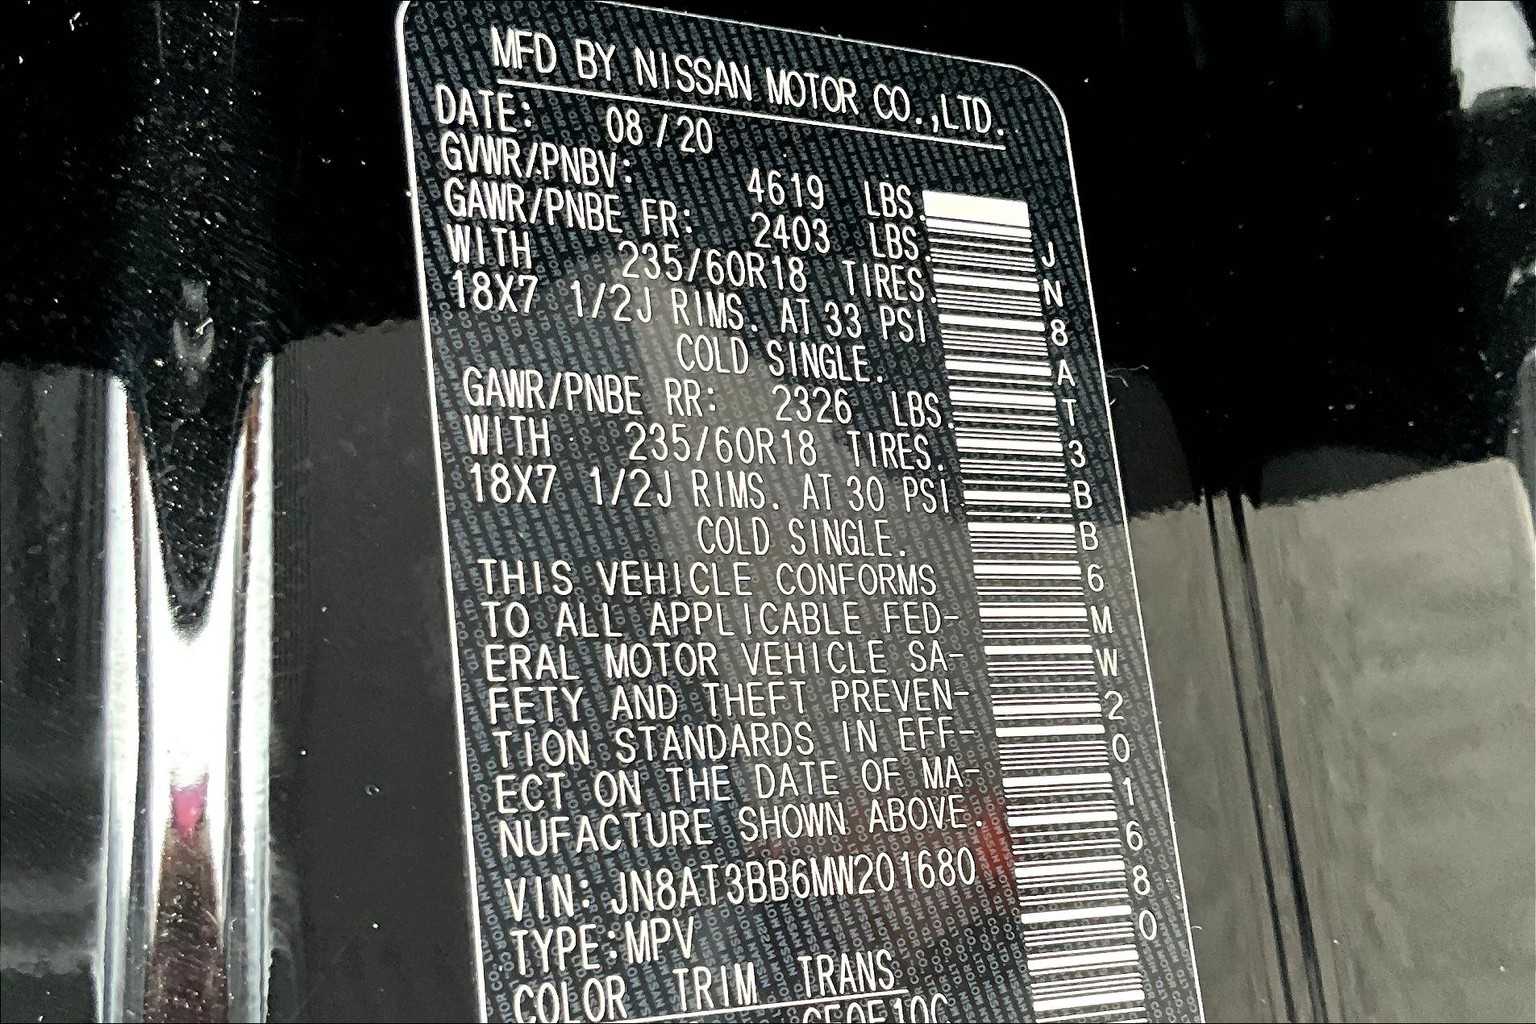 MFD BY NISSAN MOTOR CO.,LTD.
DATE: 08/20
GVWR/PNBV: 4619 LBS.
GAWR/PNBE FR: 2403 LBS.
WITH 235/60R18 TIRES.
18X7 1/2J RIMS. AT 33 PSI
COLD SINGLE.
GAWR/PNBE RR: 2326 LBS.
WITH 235/60R18 TIRES.
18X7 1/2J RIMS. AT 30 PSI
COLD SINGLE.
THIS VEHICLE CONFORMS
TO ALL APPLICABLE FED-
ERAL MOTOR VEHICLE SA-
FETY AND THEFT PREVEN-
TION STANDARDS IN EFF-
ECT ON THE DATE OF MA-
NUFACTURE SHOWN ABOVE.
VIN: JN8AT3BB6MW201680
TYPE:MPV
COLOR TRIM TRANS
JN8AT3BB6MW201680